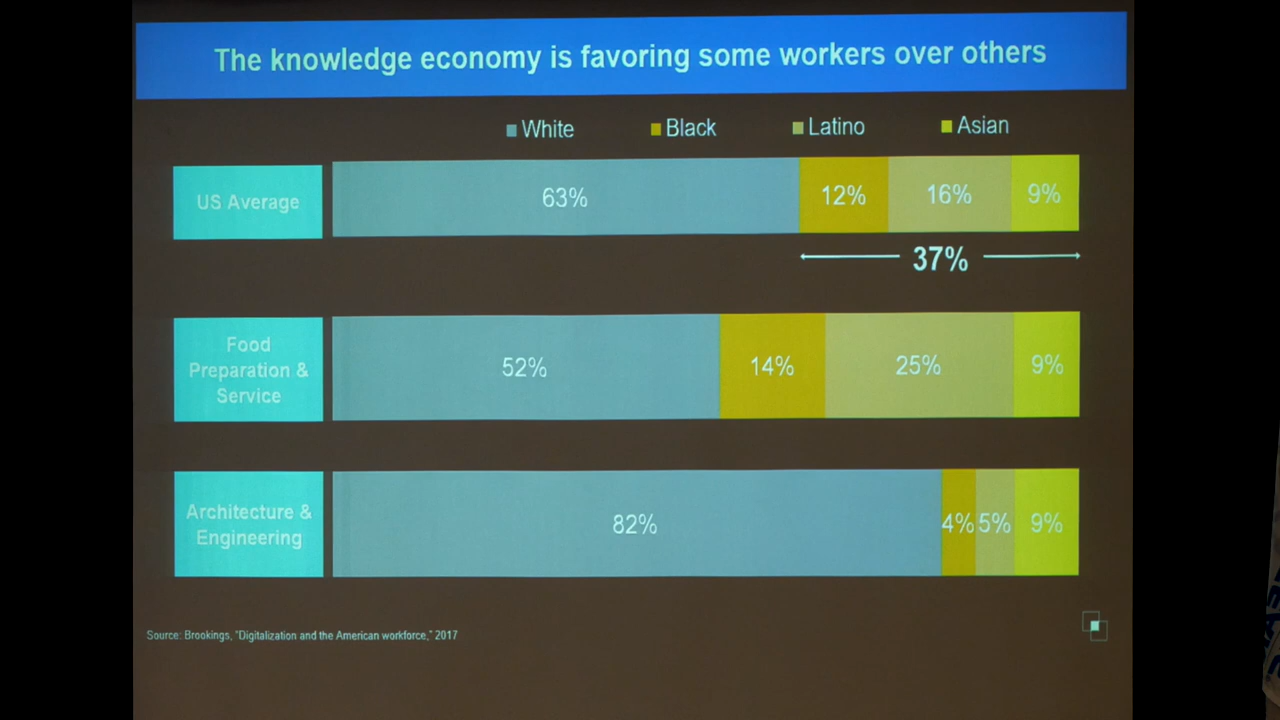 The knowledge economy is favoring some workers over others
White Black Latino Asian
US Average
63% 12% 16% 9%
37%
Food
Preparation &
Service
52% 14% 25% 9%
Architecture &
Engineering
82% 4% 5% 9%
Source: Brookings, "Digitalization and the American workforce," 2017